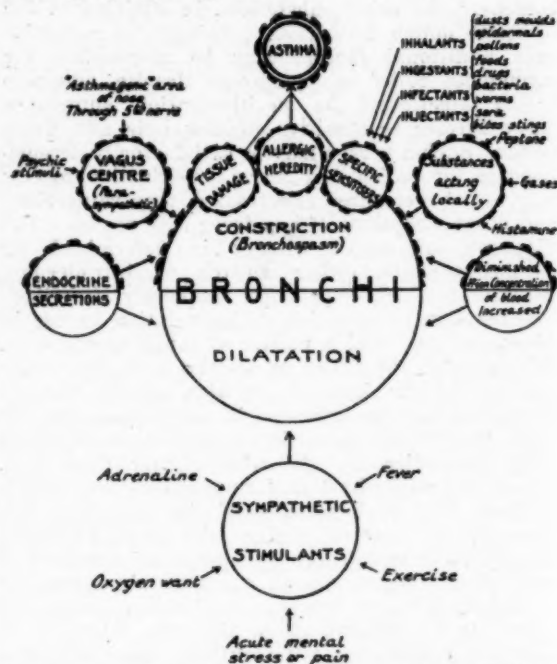 ASTHMA
INHALANTS
dusts moulds
epidermals
pollens
INGESTANTS
foods
drugs
INFECTANTS
bacteria
worms
INJECTANTS
sera
bites stings
"Asthmagenic" area
of nose
Through 5th nerve
Psychic
stimuli
VAGUS
CENTRE
(Para-
sympathetic)
TISSUE
DAMAGE
ALLERGIC
HEREDITY
SPECIFIC
SENSITISERS
Substances
acting
locally
Peptone
Gases
Histamine
CONSTRICTION
(Bronchospasm)
BRONCHI
DILATATION
ENDOCRINE
SECRETIONS
Diminished
Concentration
of blood
Increased
Adrenaline
Fever
SYMPATHETIC
STIMULANTS
Oxygen want
Exercise
Acute mental
stress or pain